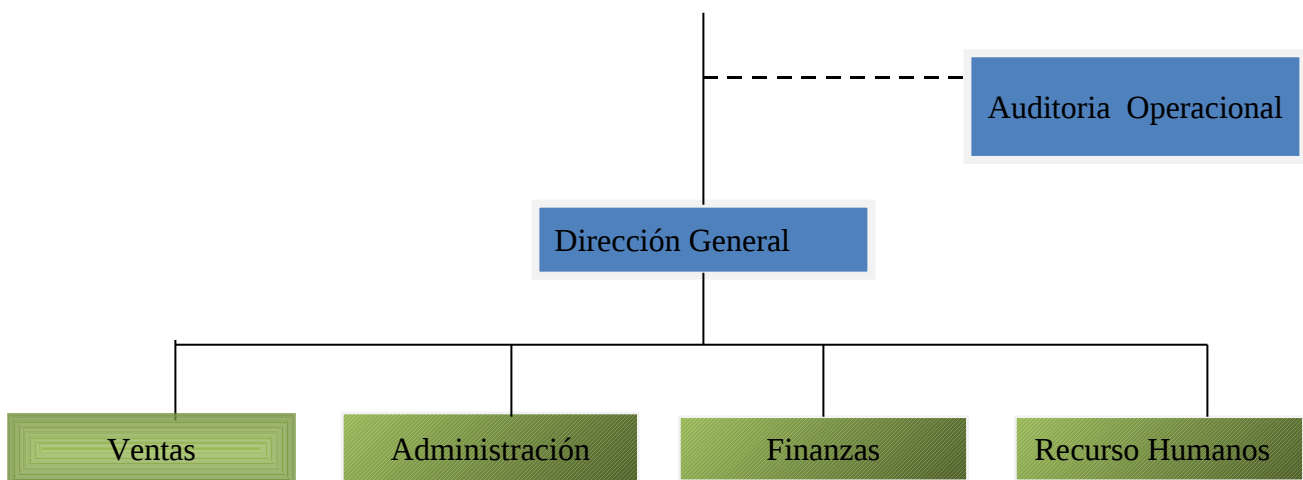 Auditoria Operacional
Dirección General
Ventas
Administración
Finanzas
Recurso Humanos